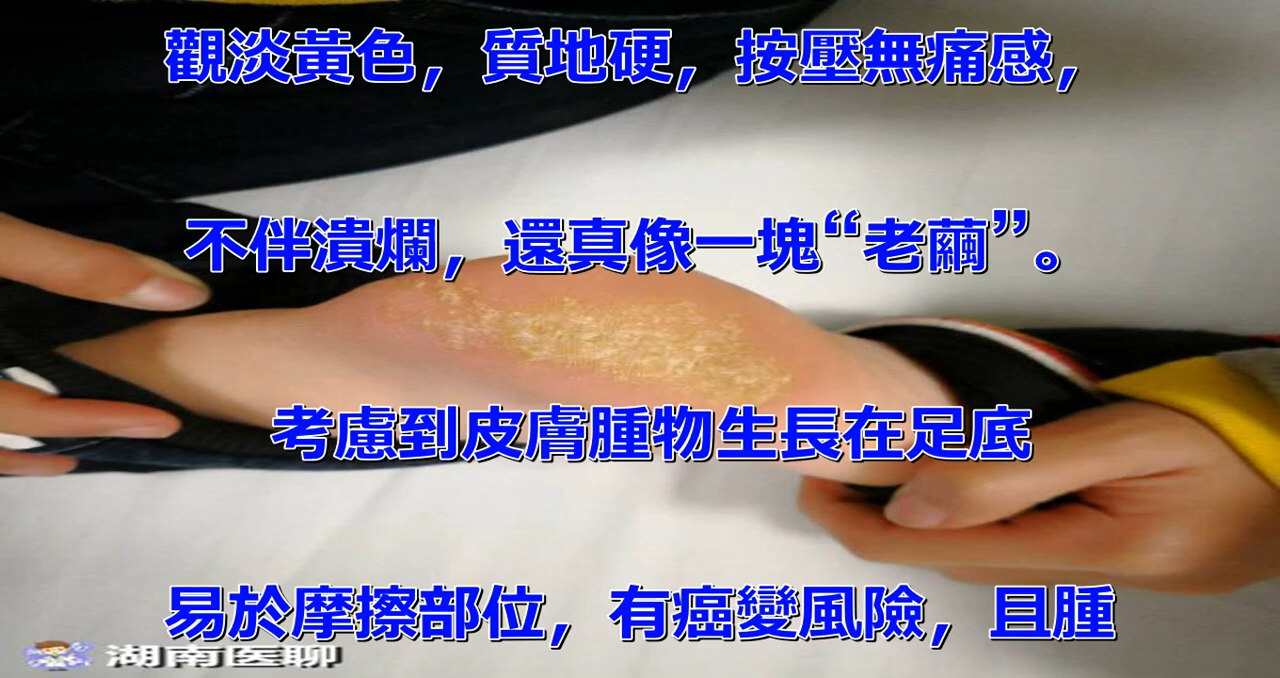 觀淡黃色，質地硬，按壓無痛感，
不伴潰爛，還真像一塊“老繭”。
考慮到皮膚腫物生長在足底
易於摩擦部位，有癌變風險，且腫
湖南医聊